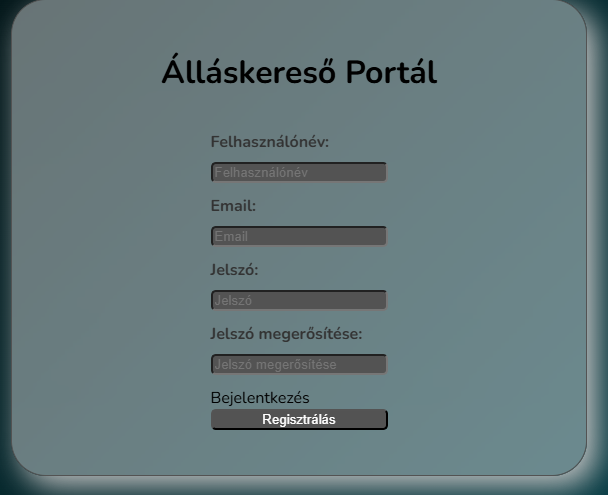 Álláskereső Portál
Felhasználónév:
Felhasználónév
Email:
Email
Jelszó:
Jelszó
Jelszó megerősítése:
Jelszó megerősítése
Bejelentkezés
Regisztrálás